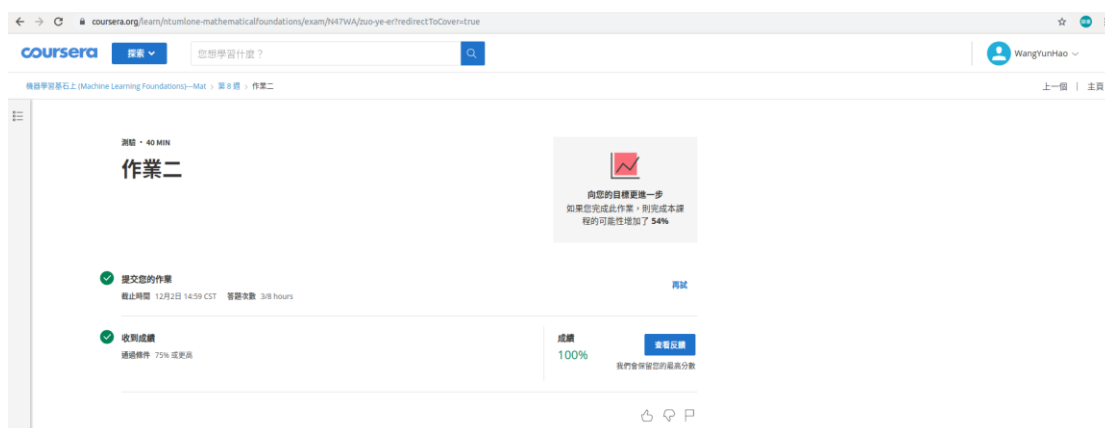 coursera.org/learn/ntumlone-mathematicalfoundations/exam/N47WA/zuo-ye-er?redirectToCover=true
coursera 探索 您想學習什麼？ WangYunHao
機器學習基石上 (Machine Learning Foundations)---Mat > 第 8 週 > 作業二 上一個 | 主頁
測驗 • 40 MIN
作業二
向您的目標更進一步
如果您完成此作業，則完成本課
程的可能性增加了 54%
提交您的作業
截止時間 12月2日 14:59 CST 答題次數 3/8 hours
再試
收到成績
通過條件 75% 或更高
成績
100%
查看反饋
我們會保留您的最高分數